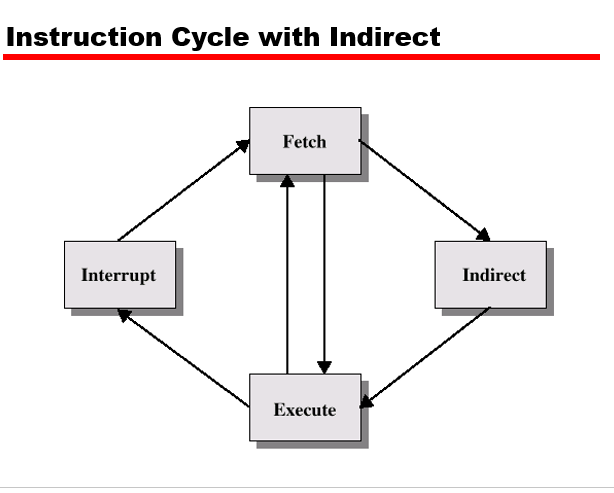 Instruction Cycle with Indirect
Fetch
Interrupt
Indirect
Execute